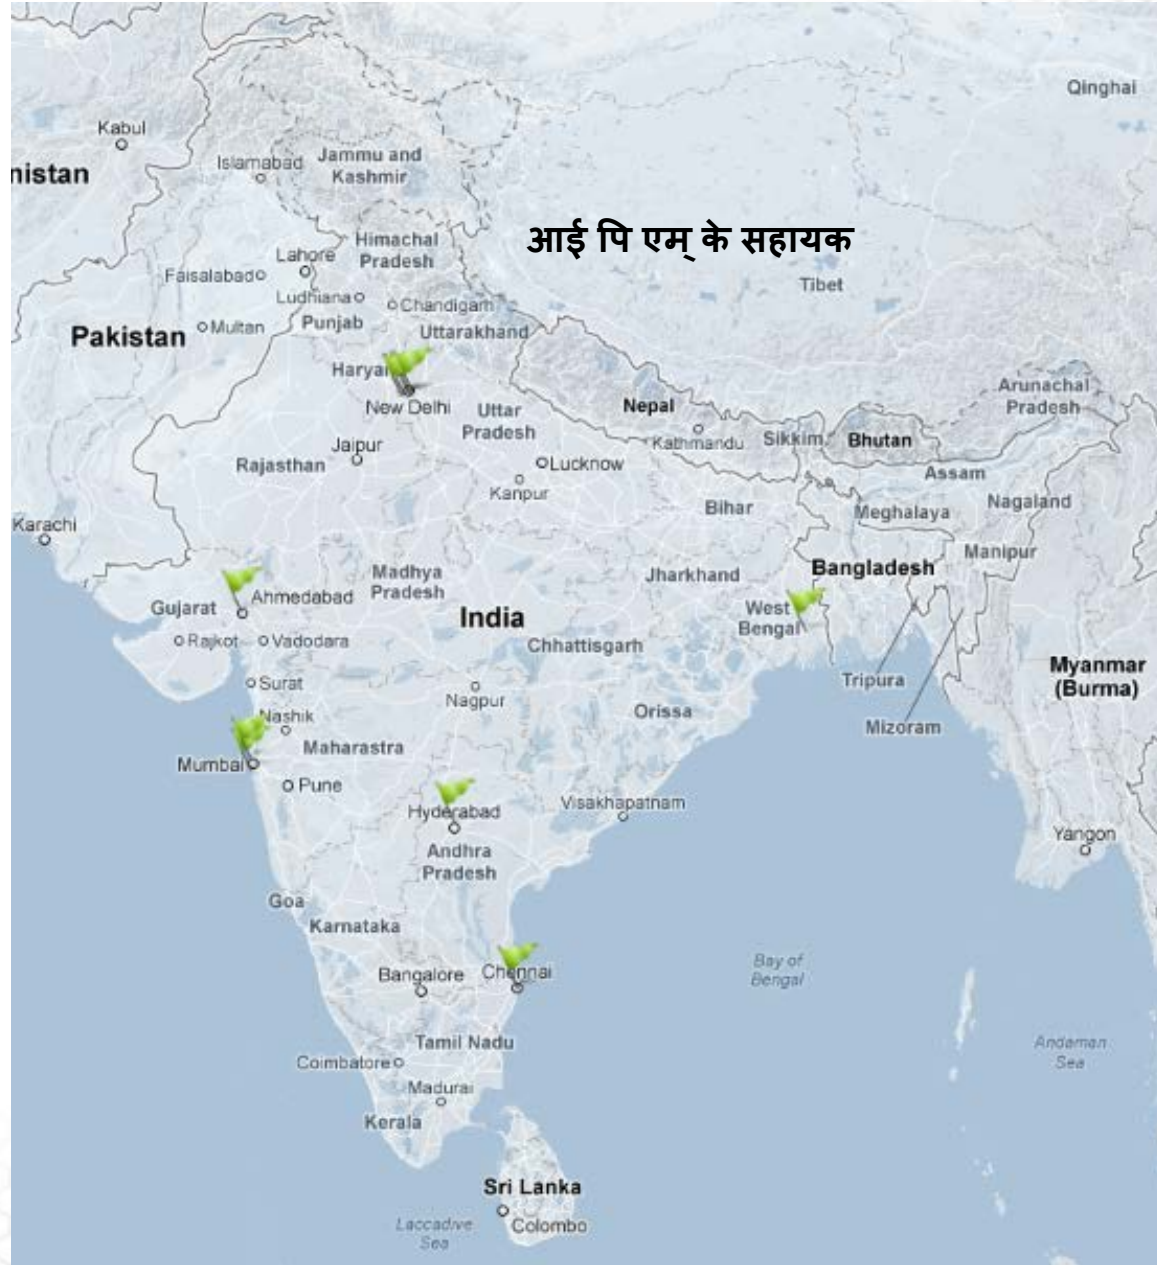 Qinghai
Kabul
nistan
Islamabad
Jammu and
Kashmir
आई पि एम् के सहायक
Himachal
Pradesh
Lahore
Faisalabad
Tibet
Ludhiana
Chandigarh
Punjab
Multan
Uttarakhand
Pakistan
Haryan
New Delhi
Uttar
Pradesh
Nepal
Arunachal
Pradesh
Kathmandu
Sikkim
Bhutan
Jaipur
Rajasthan
Lucknow
Assam
Kanpur
Bihar
Meghalaya
Nagaland
Karachi
Manipur
Madhya
Pradesh
Jharkhand
Bangladesh
Ahmedabad
Gujarat
India
West
Bengal
Rajkot
Vadodara
Chhattisgarh
Myanmar
(Burma)
Surat
Nagpur
Tripura
Orissa
Nashik
Mizoram
Maharastra
Mumbai
Pune
Hyderabad
Visakhapatnam
Andhra
Pradesh
Yangon
Goa
Karnataka
Bangalore
Chennai
Bay of
Bengal
Tamil Nadu
Andaman
Sea
Coimbatore
Madurai
Kerala
Sri Lanka
Colombo
Laccadive
Sea